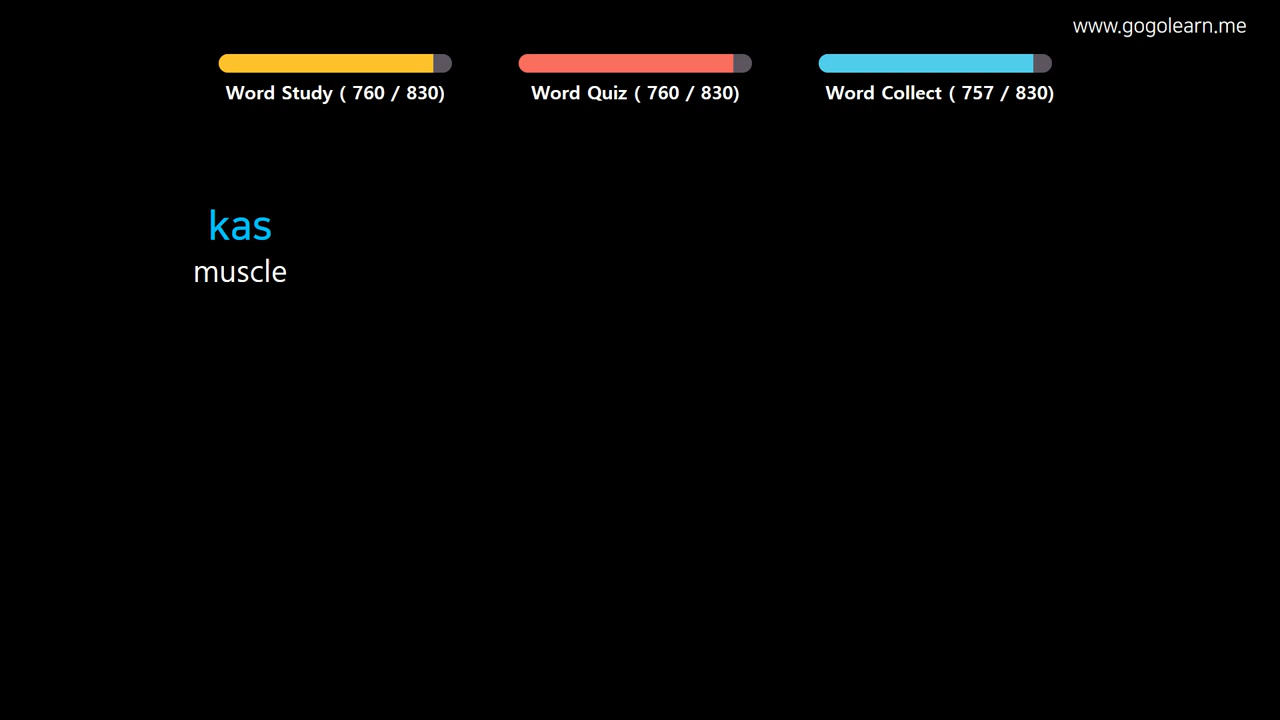 www.gogolearn.me
Word Study ( 760 / 830)
Word Quiz ( 760 / 830)
Word Collect ( 757 / 830)
kas
muscle